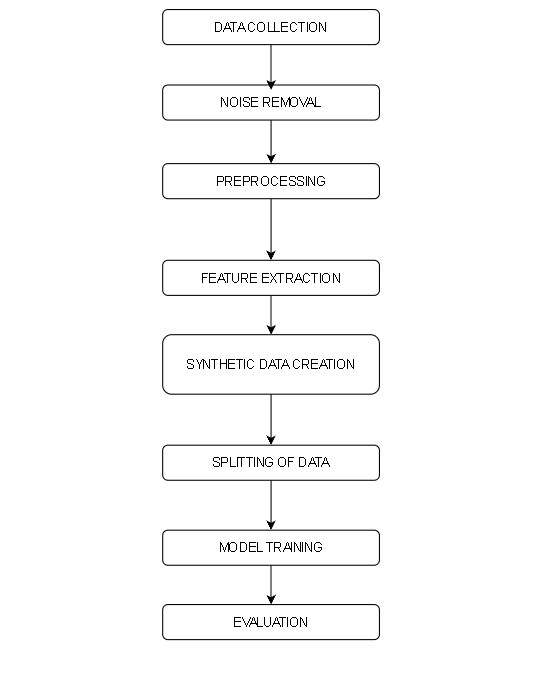 DATA COLLECTION
NOISE REMOVAL
PREPROCESSING
FEATURE EXTRACTION
SYNTHETIC DATA CREATION
SPLITTING OF DATA
MODEL TRAINING
EVALUATION